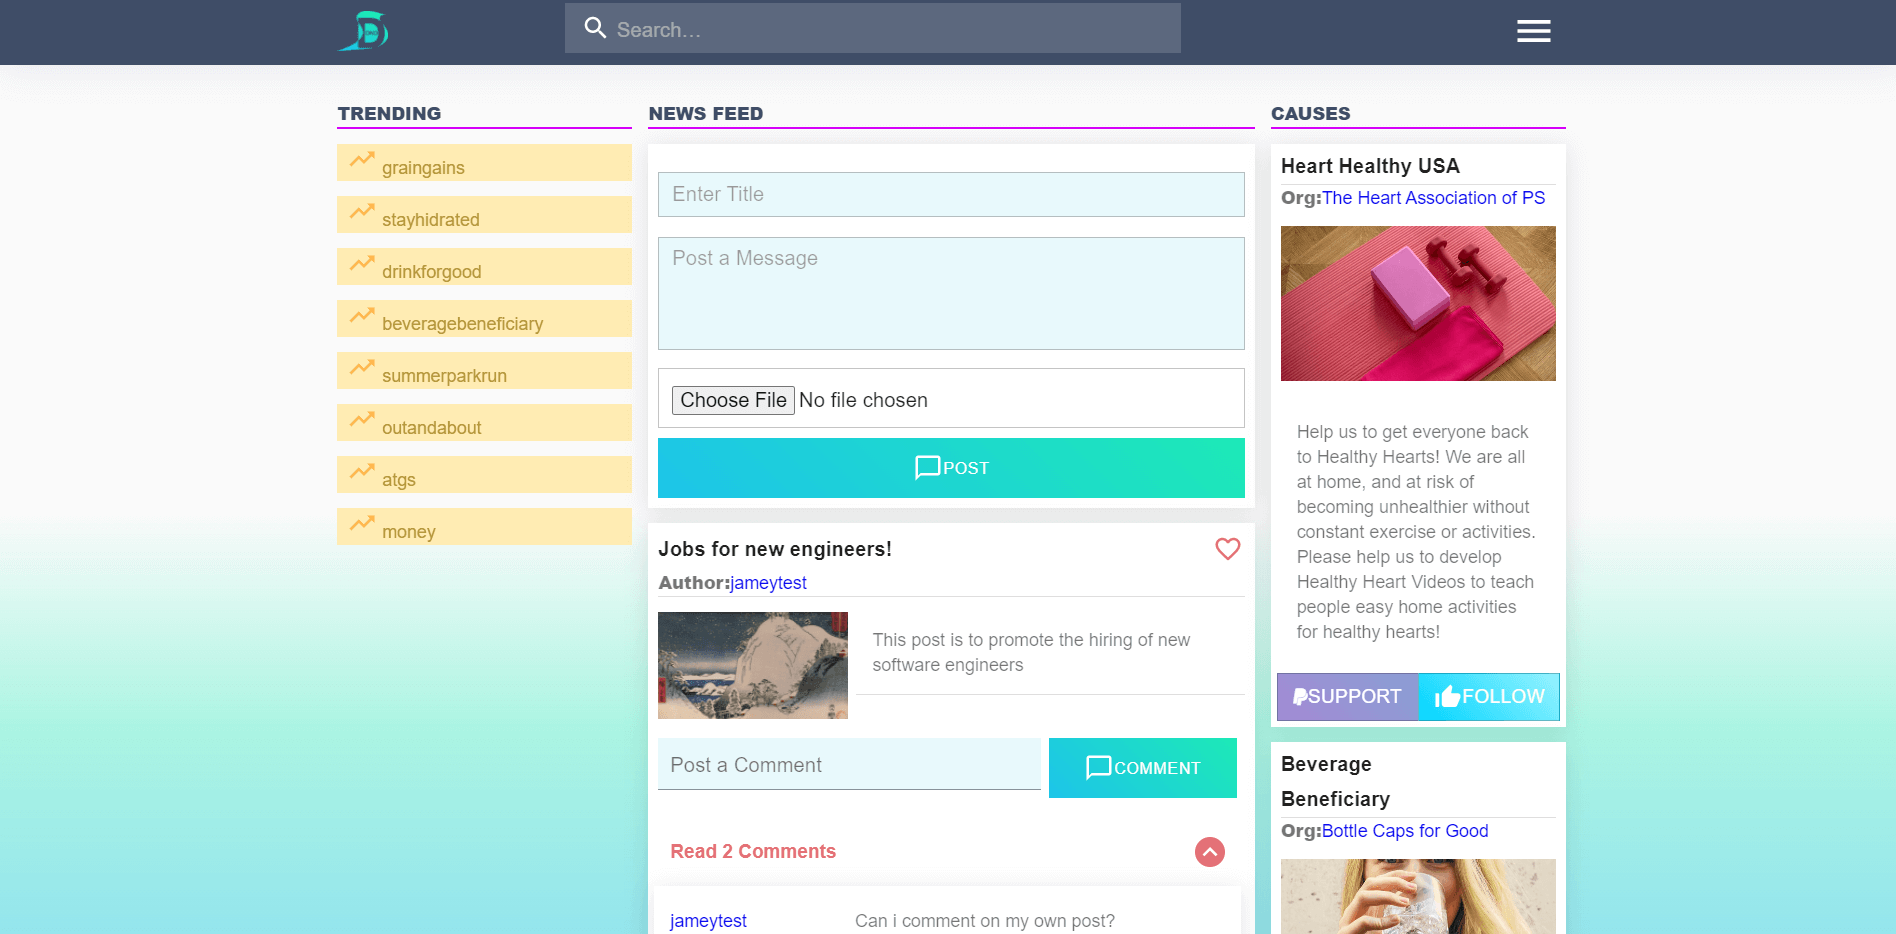 Search...
TRENDING
graingains
stayhidrated
drinkforgood
beveragebeneficiary
summerparkrun
outandabout
atgs
money
NEWS FEED
Enter Title
Post a Message
Choose File No file chosen
POST
Jobs for new engineers!
Author:jameytest
This post is to promote the hiring of new
software engineers
Post a Comment
COMMENT
Read 2 Comments
jameytest Can i comment on my own post?
CAUSES
Heart Healthy USA
Org:The Heart Association of PS
Help us to get everyone back
to Healthy Hearts! We are all
at home, and at risk of
becoming unhealthier without
constant exercise or activities.
Please help us to develop
Healthy Heart Videos to teach
people easy home activities
for healthy hearts!
SUPPORT
FOLLOW
Beverage
Beneficiary
Org:Bottle Caps for Good